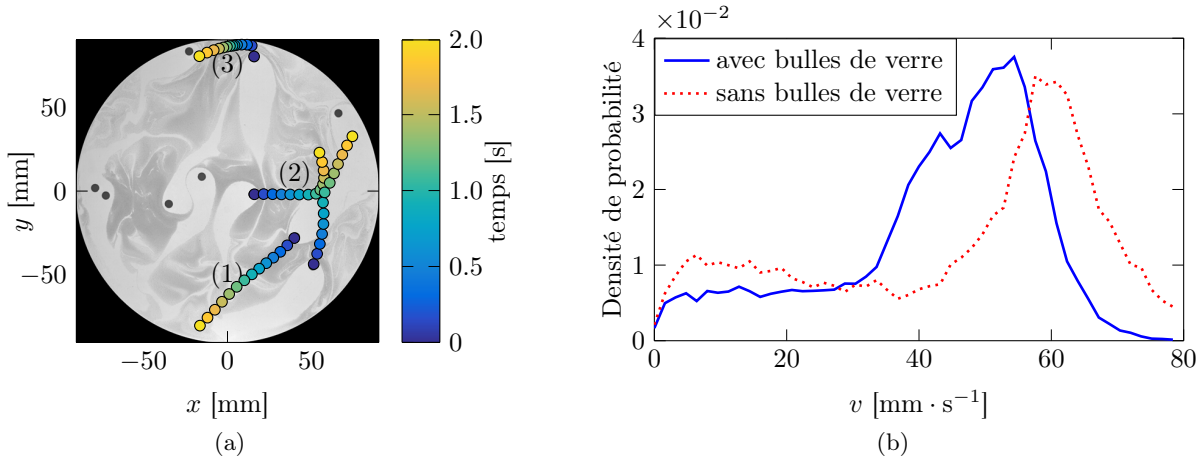 ×10⁻²
(3)
(2)
(1)
50
0
−50
y [mm]
−50 0 50
x [mm]
(a)
2.0
1.5
1.0
0.5
0
temps [s]
avec bulles de verre
sans bulles de verre
4
3
2
1
0
Densité de probabilité
0 20 40 60 80
v [mm · s⁻¹]
(b)